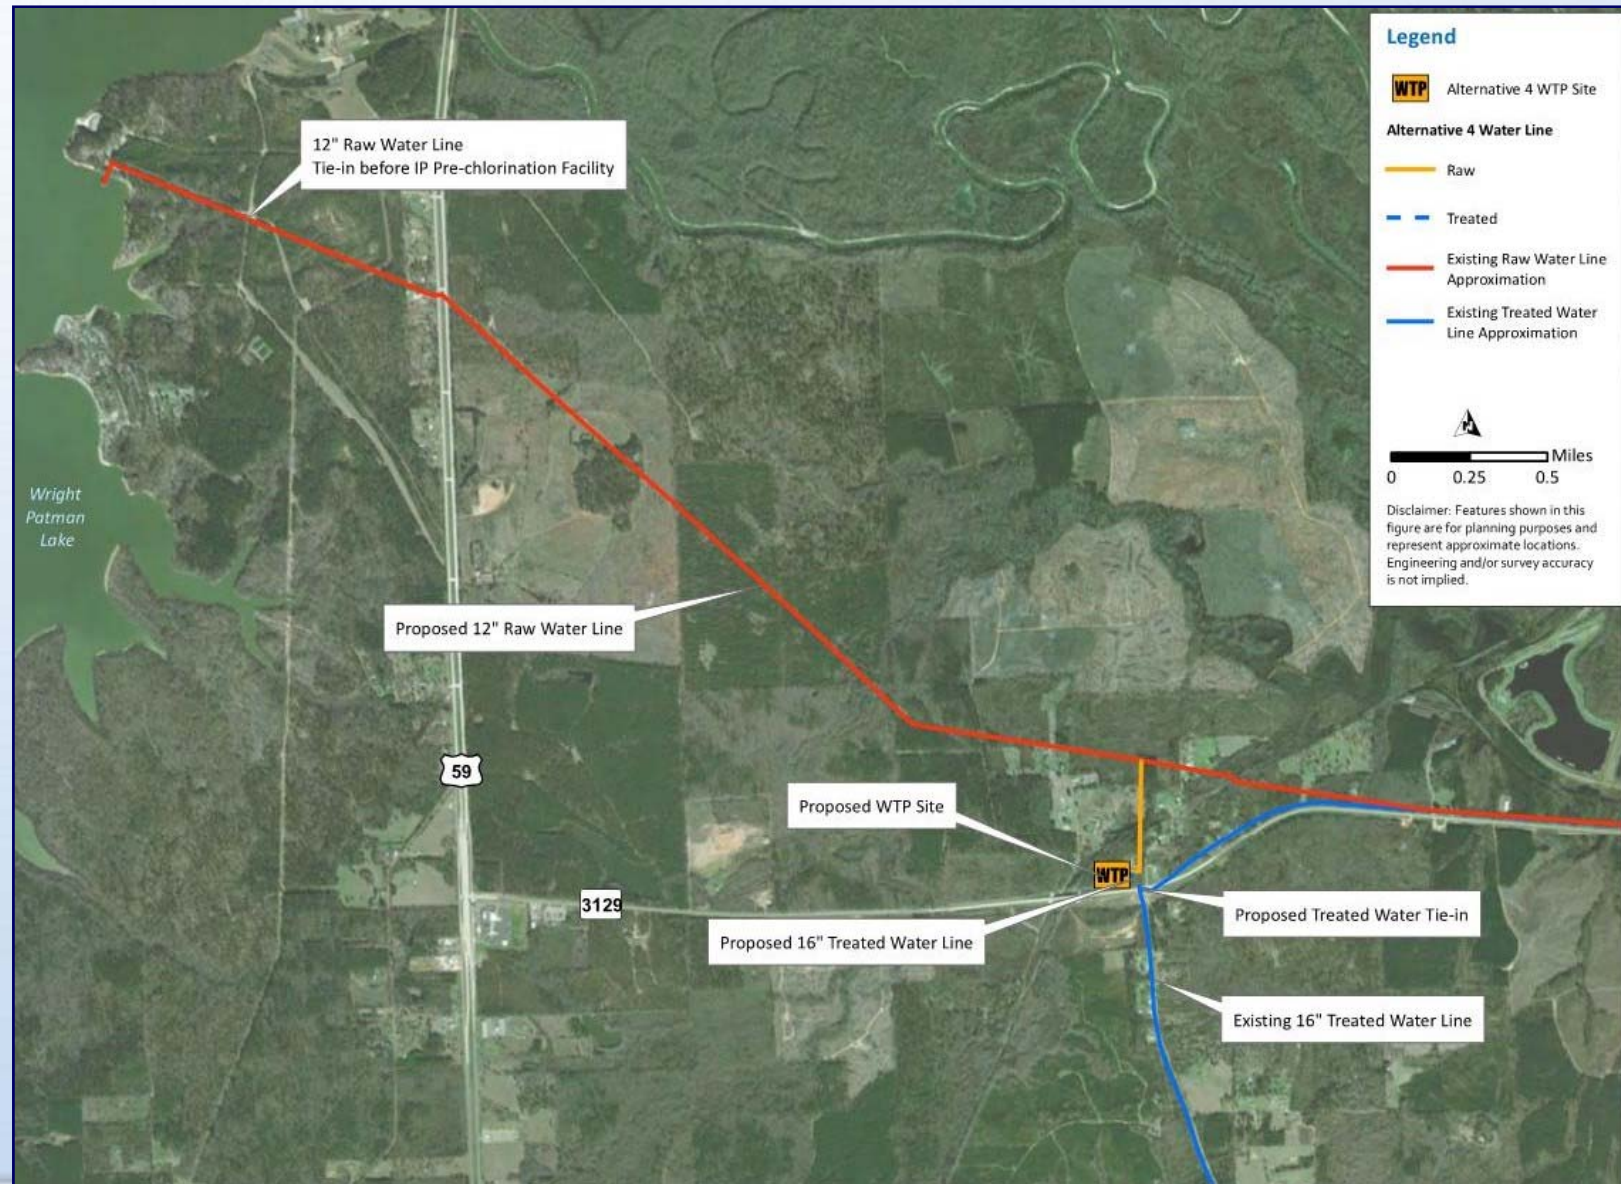 12" Raw Water Line
Tie-in before IP Pre-chlorination Facility
Wright
Patman
Lake
Proposed 12" Raw Water Line
59
Proposed WTP Site
WTP
3129
Proposed 16" Treated Water Line
Proposed Treated Water Tie-in
Existing 16" Treated Water Line
Legend
WTP Alternative 4 WTP Site
Alternative 4 Water Line
Raw
Treated
Existing Raw Water Line
Approximation
Existing Treated Water
Line Approximation
N
Miles
0 0.25 0.5
Disclaimer: Features shown in this
figure are for planning purposes and
represent approximate locations.
Engineering and/or survey accuracy
is not implied.